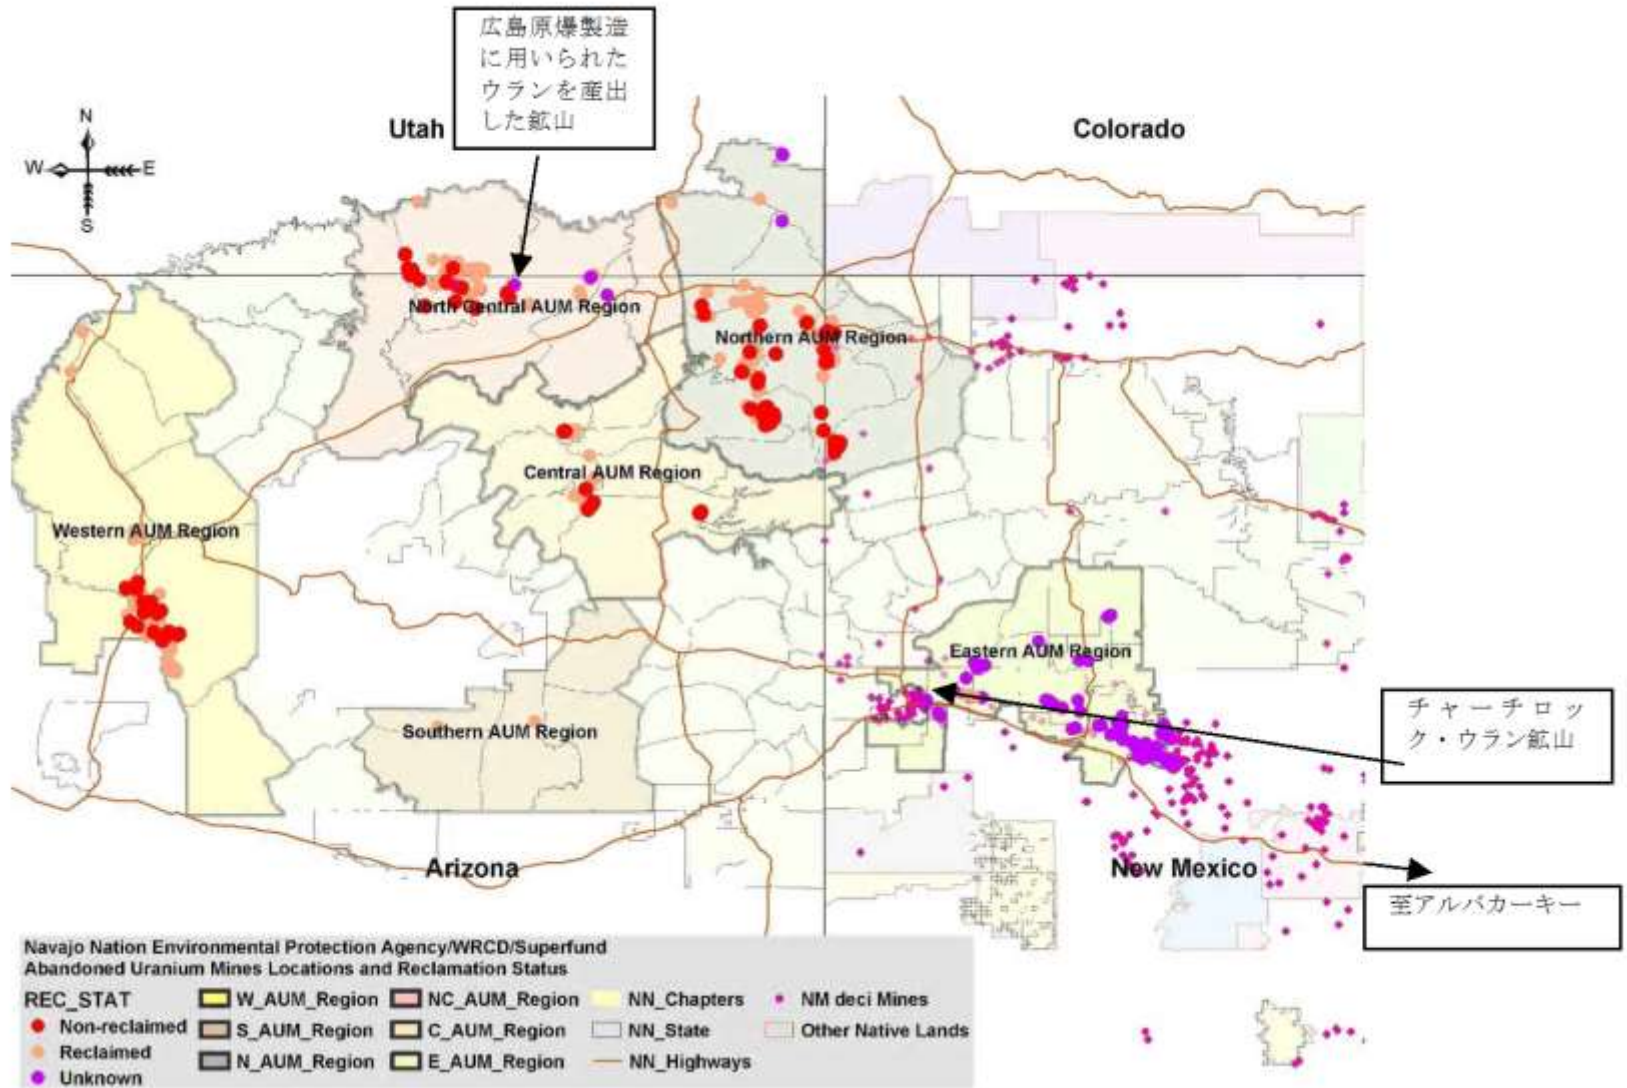 広島原爆製造
に用いられた
ウランを産出
した鉱山
Utah
Colorado
N
W
E
S
North Central AUM Region
Northern AUM Region
Central AUM Region
Western AUM Region
Eastern AUM Region
Southern AUM Region
チャーチロッ
ク・ウラン鉱山
Arizona
New Mexico
至アルバカーキー
Navajo Nation Environmental Protection Agency/WRCD/Superfund
Abandoned Uranium Mines Locations and Reclamation Status
REC_STAT
Non-reclaimed
Reclaimed
Unknown
W_AUM_Region
S_AUM_Region
N_AUM_Region
NC_AUM_Region
C_AUM_Region
E_AUM_Region
NN_Chapters
NN_State
NN_Highways
NM deci Mines
Other Native Lands